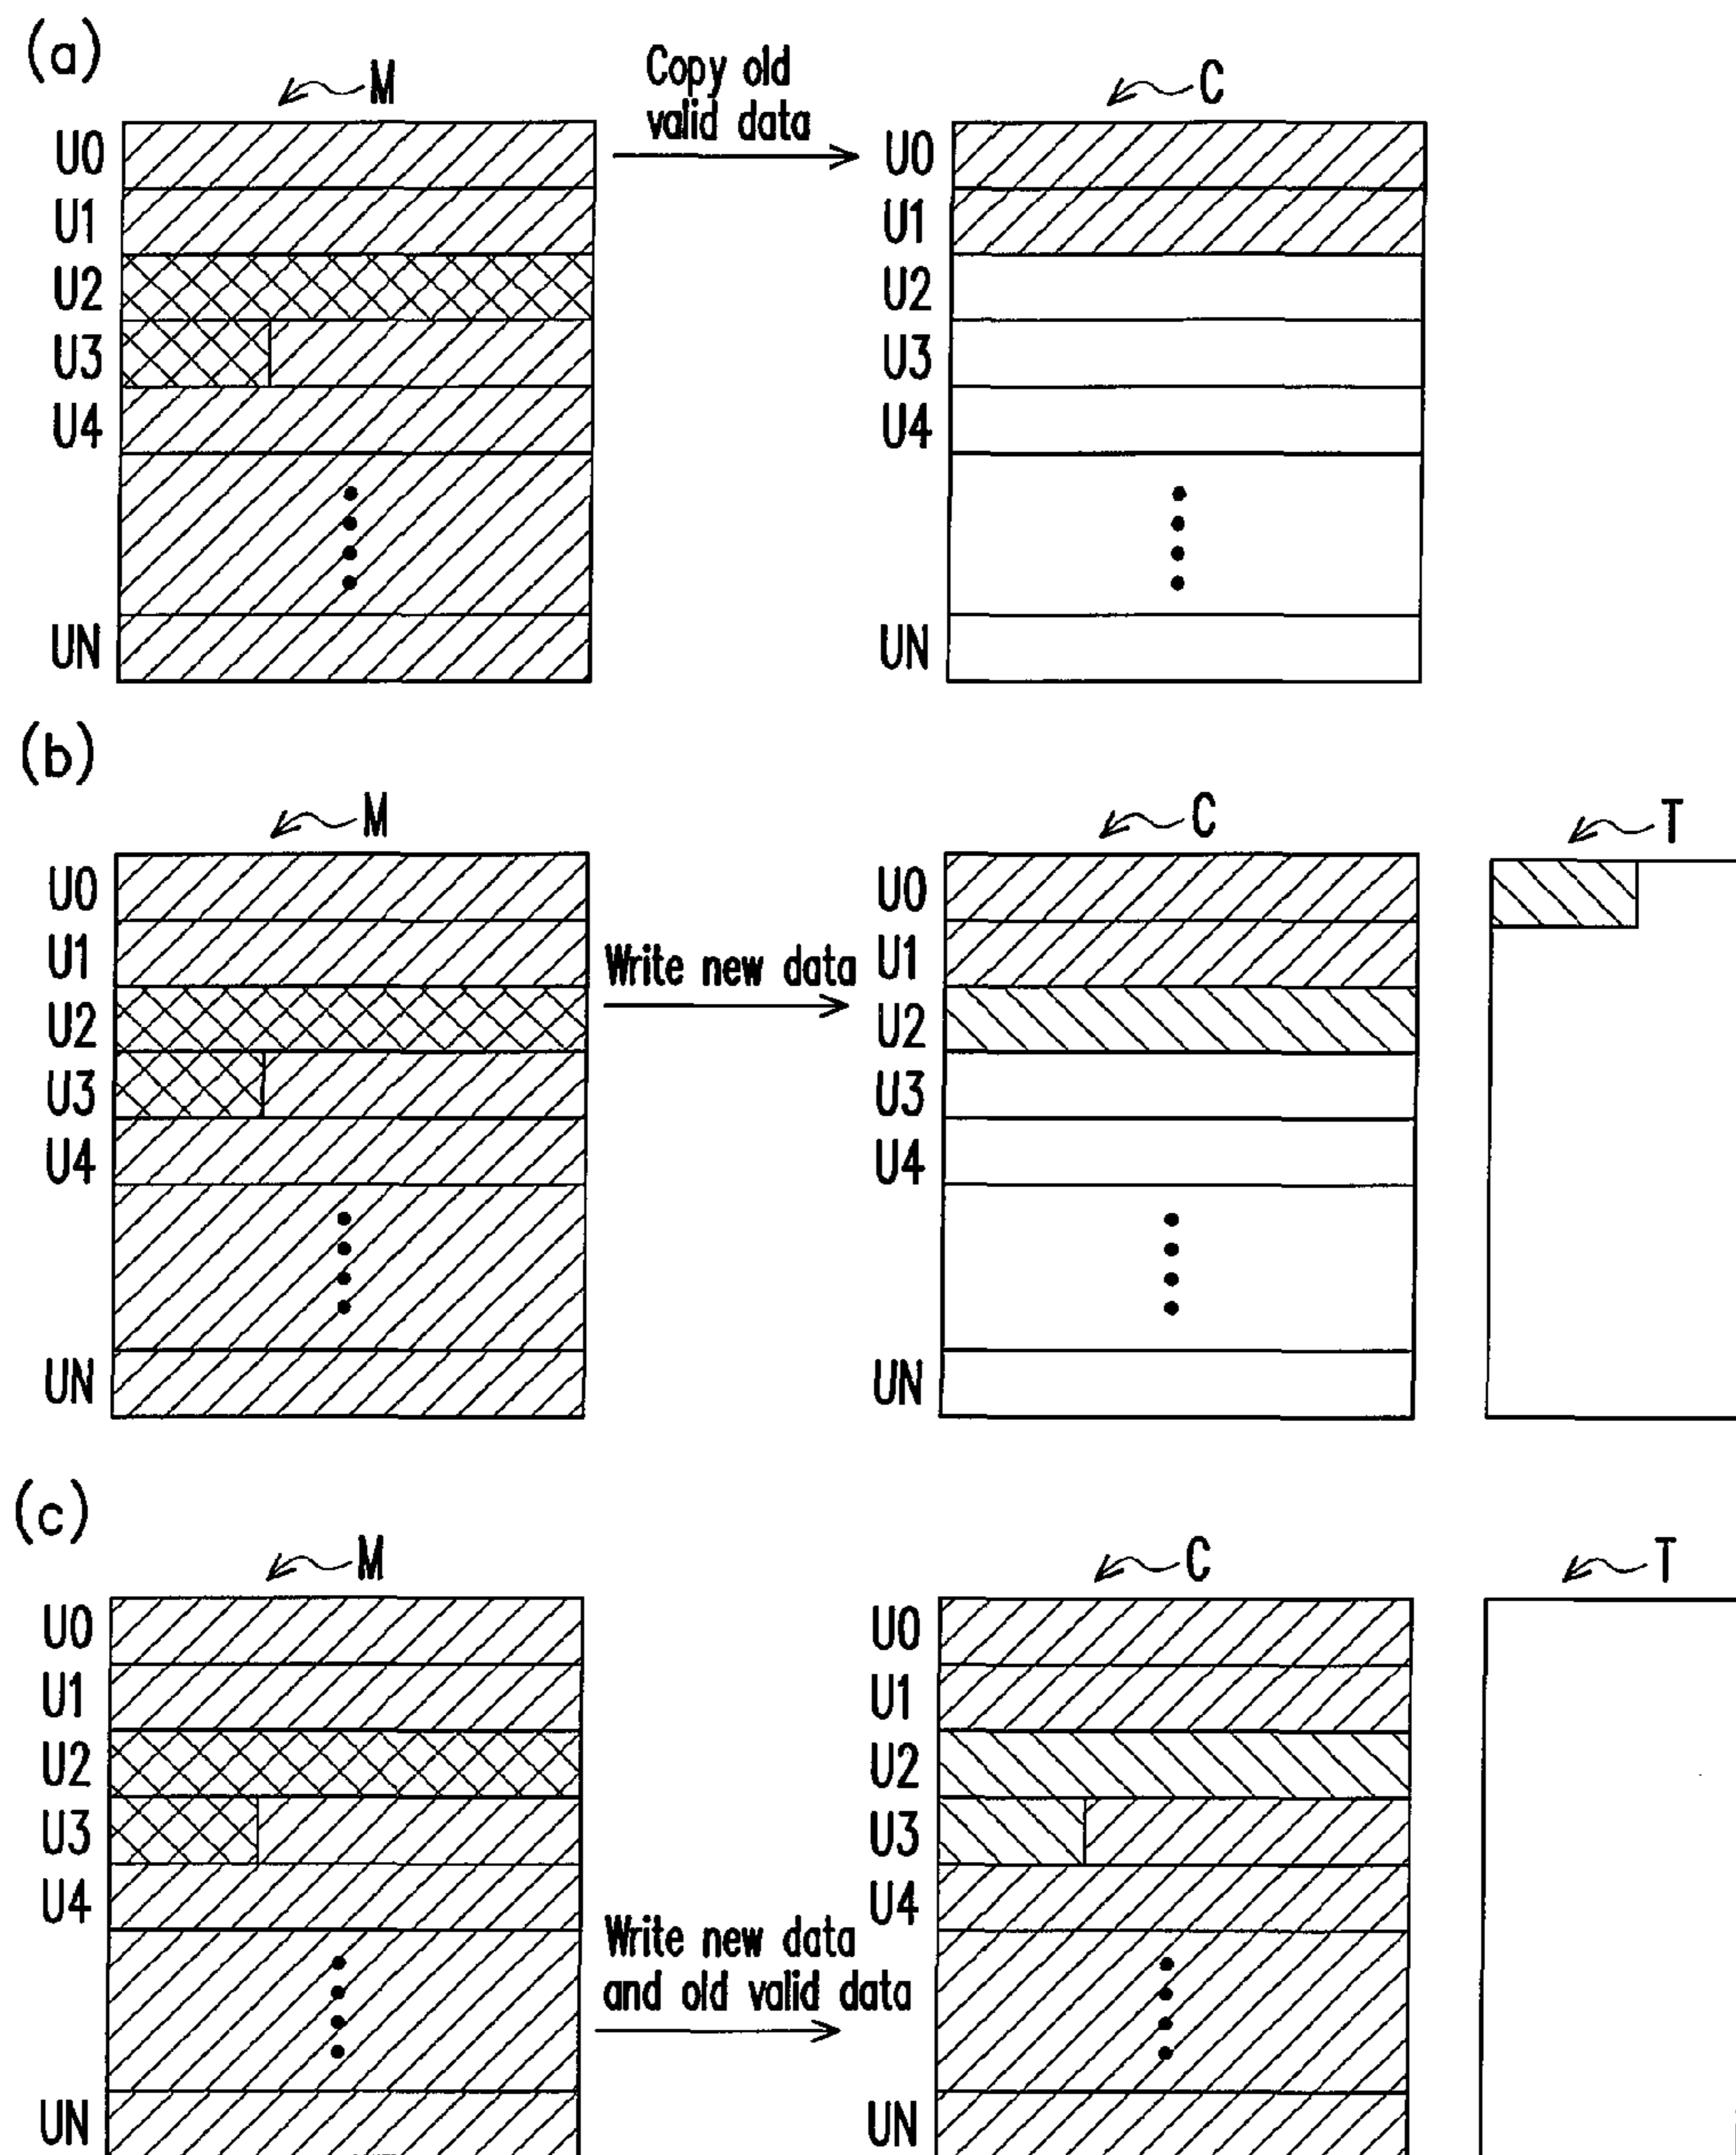 (a)
M
Copy old
valid data
C
U0
U0
U1
U1
U2
U2
U3
U3
U4
U4
UN
UN
(b)
M
C
T
U0
U0
U1
Write new data
U1
U2
U2
U3
U3
U4
U4
UN
UN
(c)
M
C
T
U0
U0
U1
U1
U2
U2
U3
U3
U4
U4
Write new data
and old valid data
UN
UN